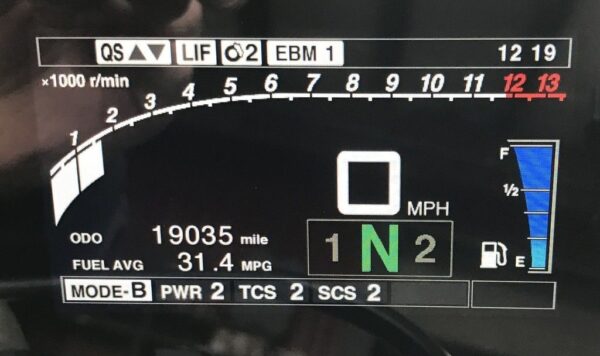 QS ▲▼ LIF 2 EBM 1 12 19
×1000 r/min
1 2 3 4 5 6 7 8 9 10 11 12 13
0 MPH
F
1/2
E
ODO 19035 mile
FUEL AVG 31.4 MPG
1 N 2
MODE-B PWR 2 TCS 2 SCS 2